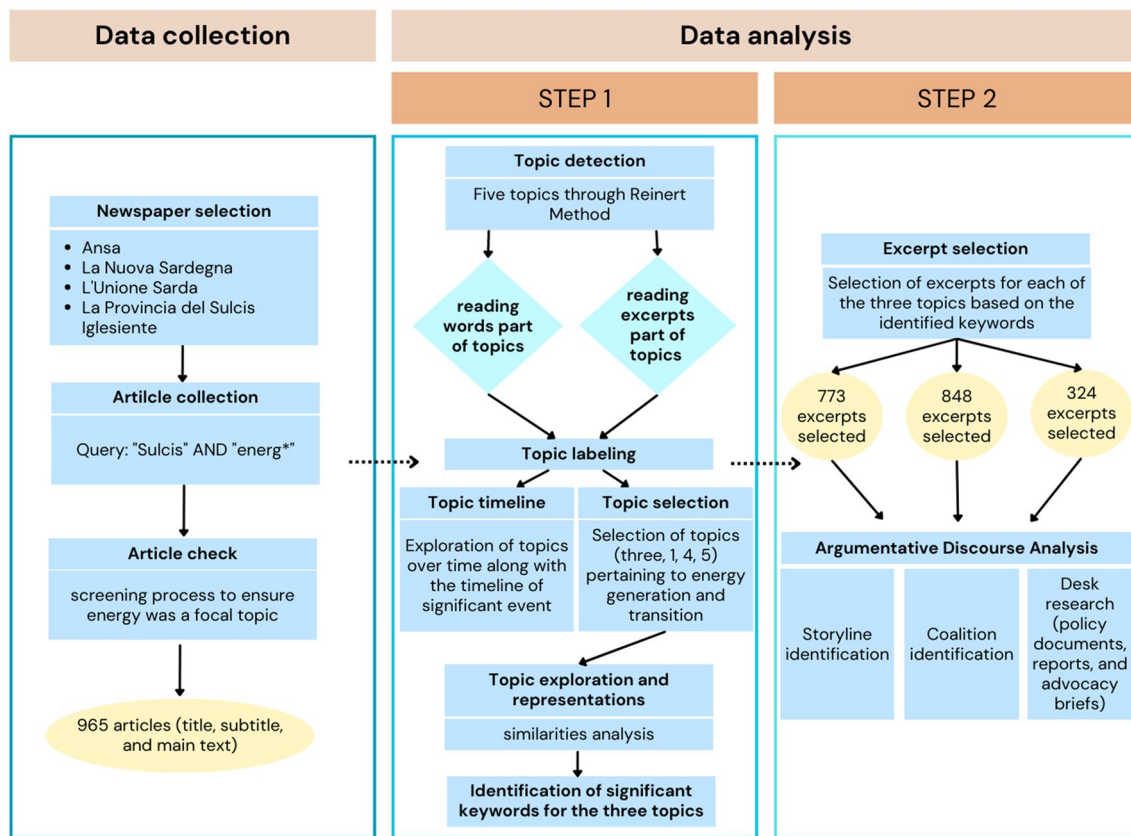 Data collection
Data analysis
STEP 1
STEP 2
Newspaper selection
• Ansa
• La Nuova Sardegna
• L'Unione Sarda
• La Provincia del Sulcis
Iglesiente
Artilcle collection
Query: "Sulcis" AND "energ*"
Article check
screening process to ensure
energy was a focal topic
965 articles (title, subtitle,
and main text)
Topic detection
Five topics through Reinert
Method
reading
words part
of topics
reading
excerpts
part of
topics
Topic labeling
Topic timeline
Exploration of topics
over time along with
the timeline of
significant event
Topic selection
Selection of topics
(three, 1, 4, 5)
pertaining to energy
generation and
transition
Topic exploration and
representations
similarities analysis
Identification of significant
keywords for the three topics
Excerpt selection
Selection of excerpts for each of
the three topics based on the
identified keywords
773
excerpts
selected
848
excerpts
selected
324
excerpts
selected
Argumentative Discourse Analysis
Storyline
identification
Coalition
identification
Desk
research
(policy
documents,
reports, and
advocacy
briefs)